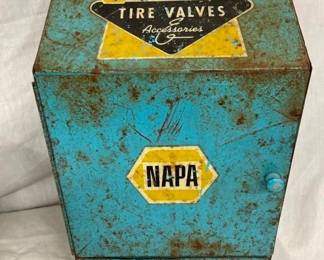 TIRE VALVES
&
Accessories
NAPA